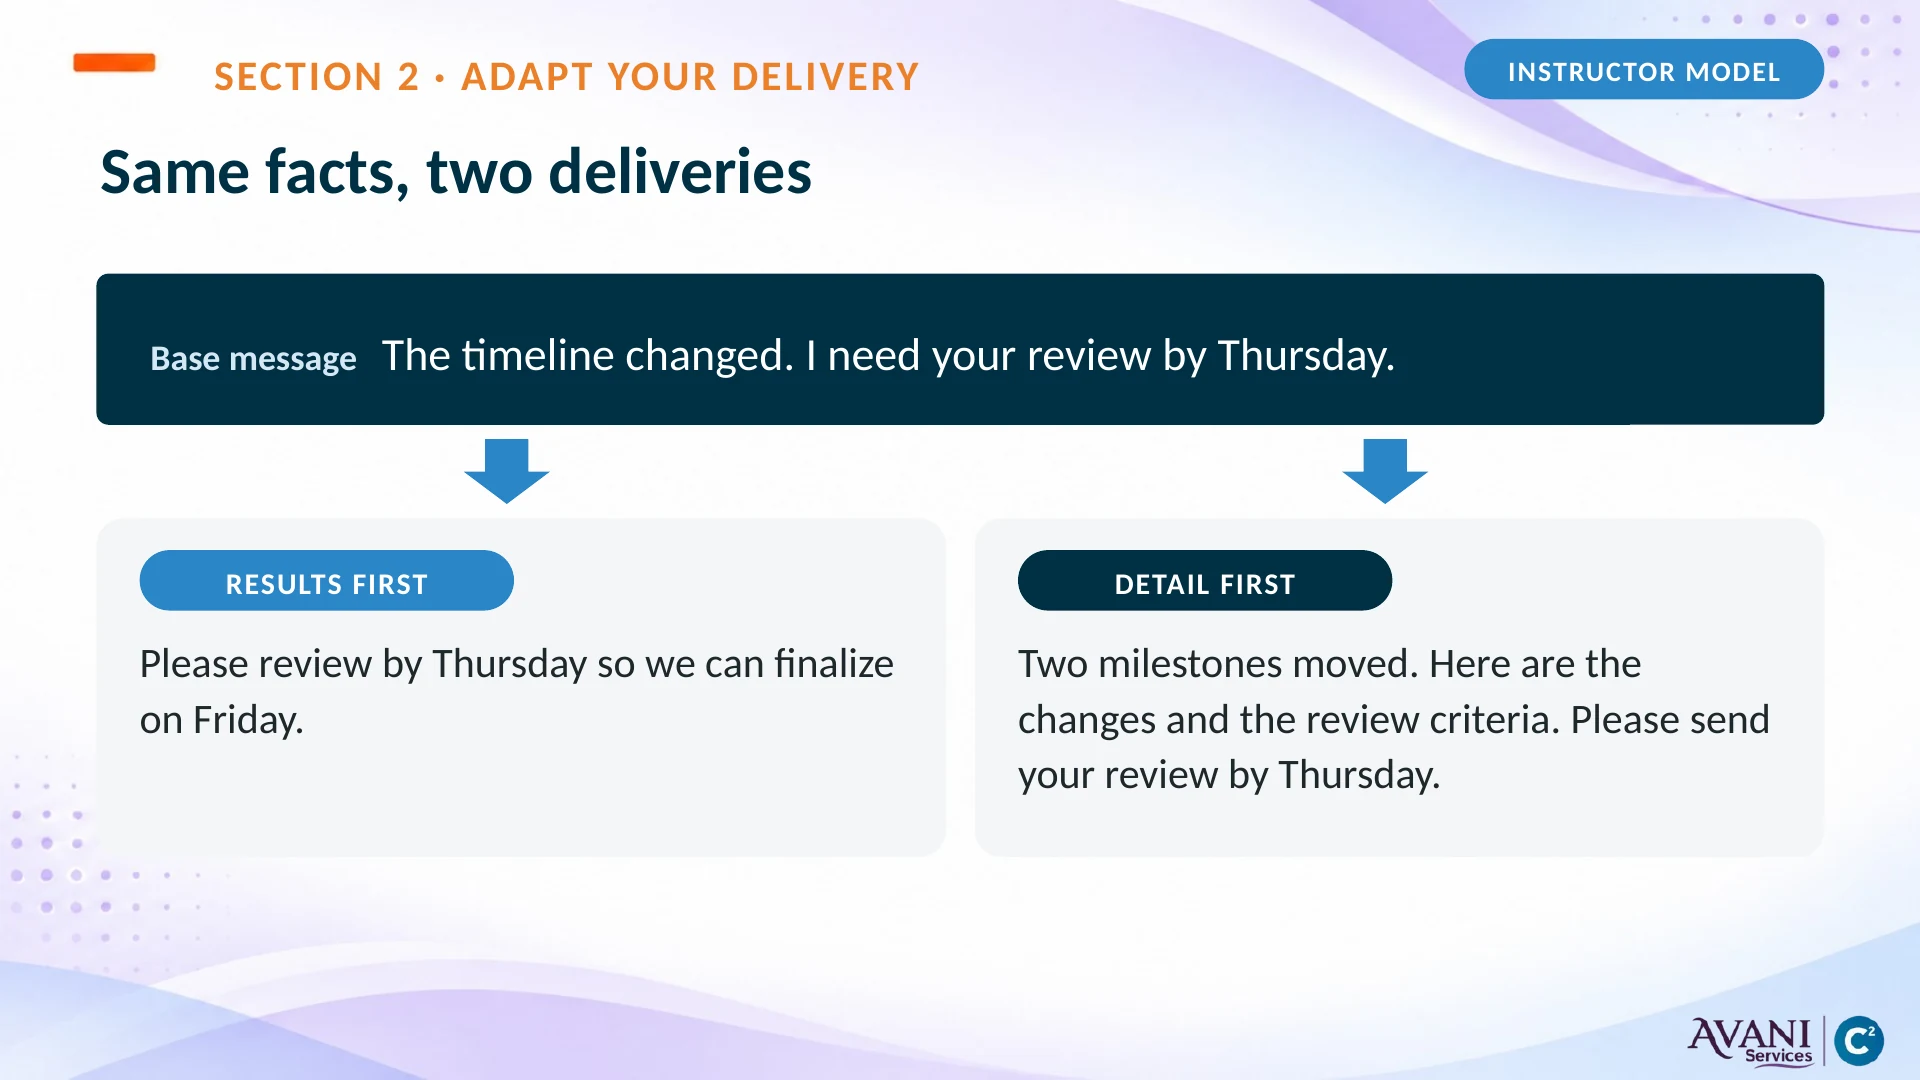 SECTION 2 · ADAPT YOUR DELIVERY
INSTRUCTOR MODEL
Same facts, two deliveries
Base message The timeline changed. I need your review by Thursday.
RESULTS FIRST
Please review by Thursday so we can finalize
on Friday.
DETAIL FIRST
Two milestones moved. Here are the
changes and the review criteria. Please send
your review by Thursday.
AVANI
Services
C²